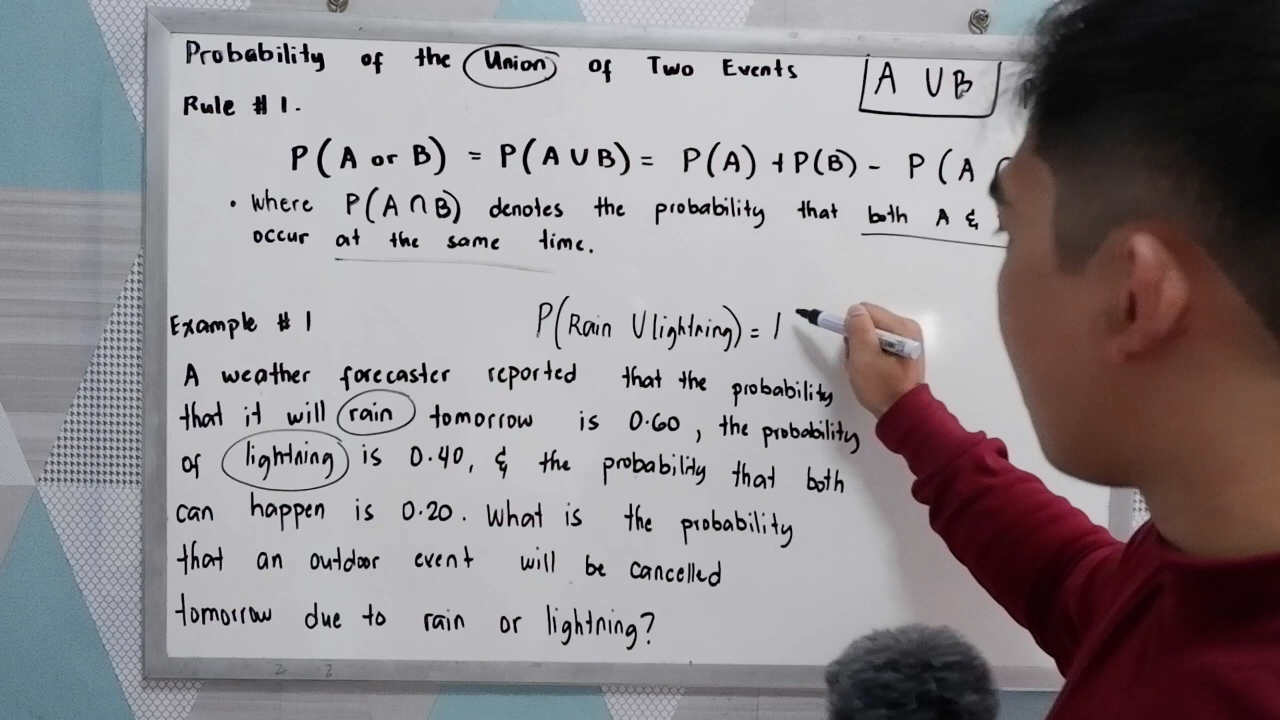 Probability of the Union of Two Events
A ∪ B
Rule # 1.
P(A or B) = P(A ∪ B) = P(A) + P(B) - P(A
• where P(A ∩ B) denotes the probability that both A &
occur at the same time.
Example # 1
P(Rain ∪ lightning) =
A weather forecaster reported that the probability
that it will rain tomorrow is 0.60, the probability
of lightning is 0.40, & the probability that both
can happen is 0.20. What is the probability
that an outdoor event will be cancelled
tomorrow due to rain or lightning?